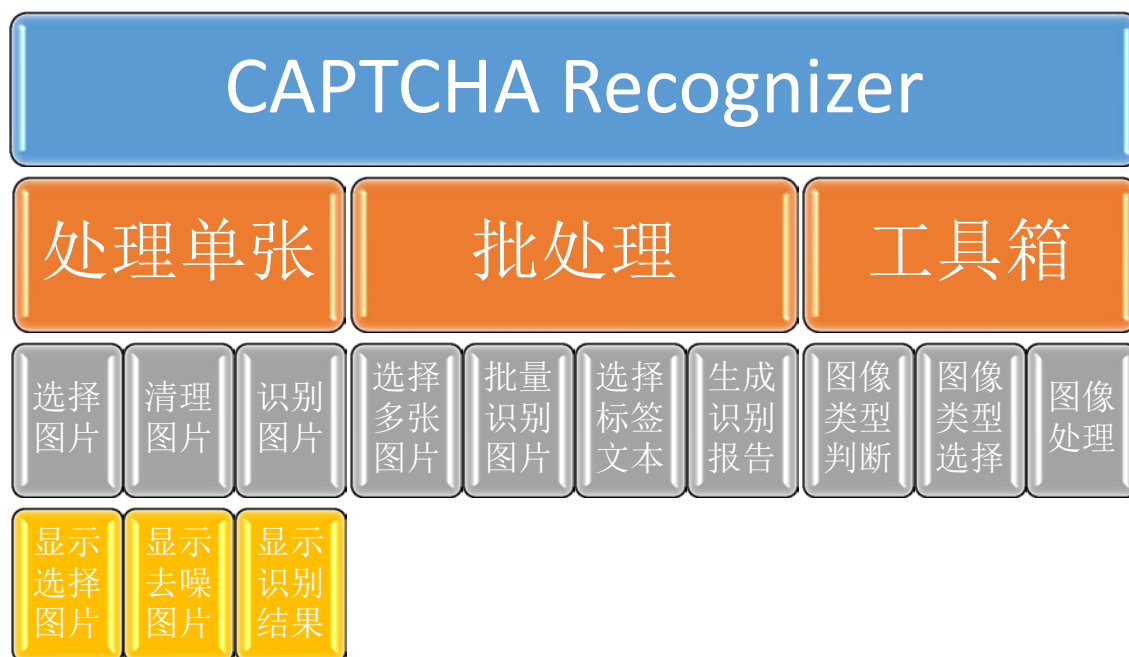 CAPTCHA Recognizer
处理单张
批处理
工具箱
选择
图片
清理
图片
识别
图片
选择
多张
图片
批量
识别
图片
选择
标签
文本
生成
识别
报告
图像
类型
判断
图像
类型
选择
图像
处理
显示
选择
图片
显示
去噪
图片
显示
识别
结果